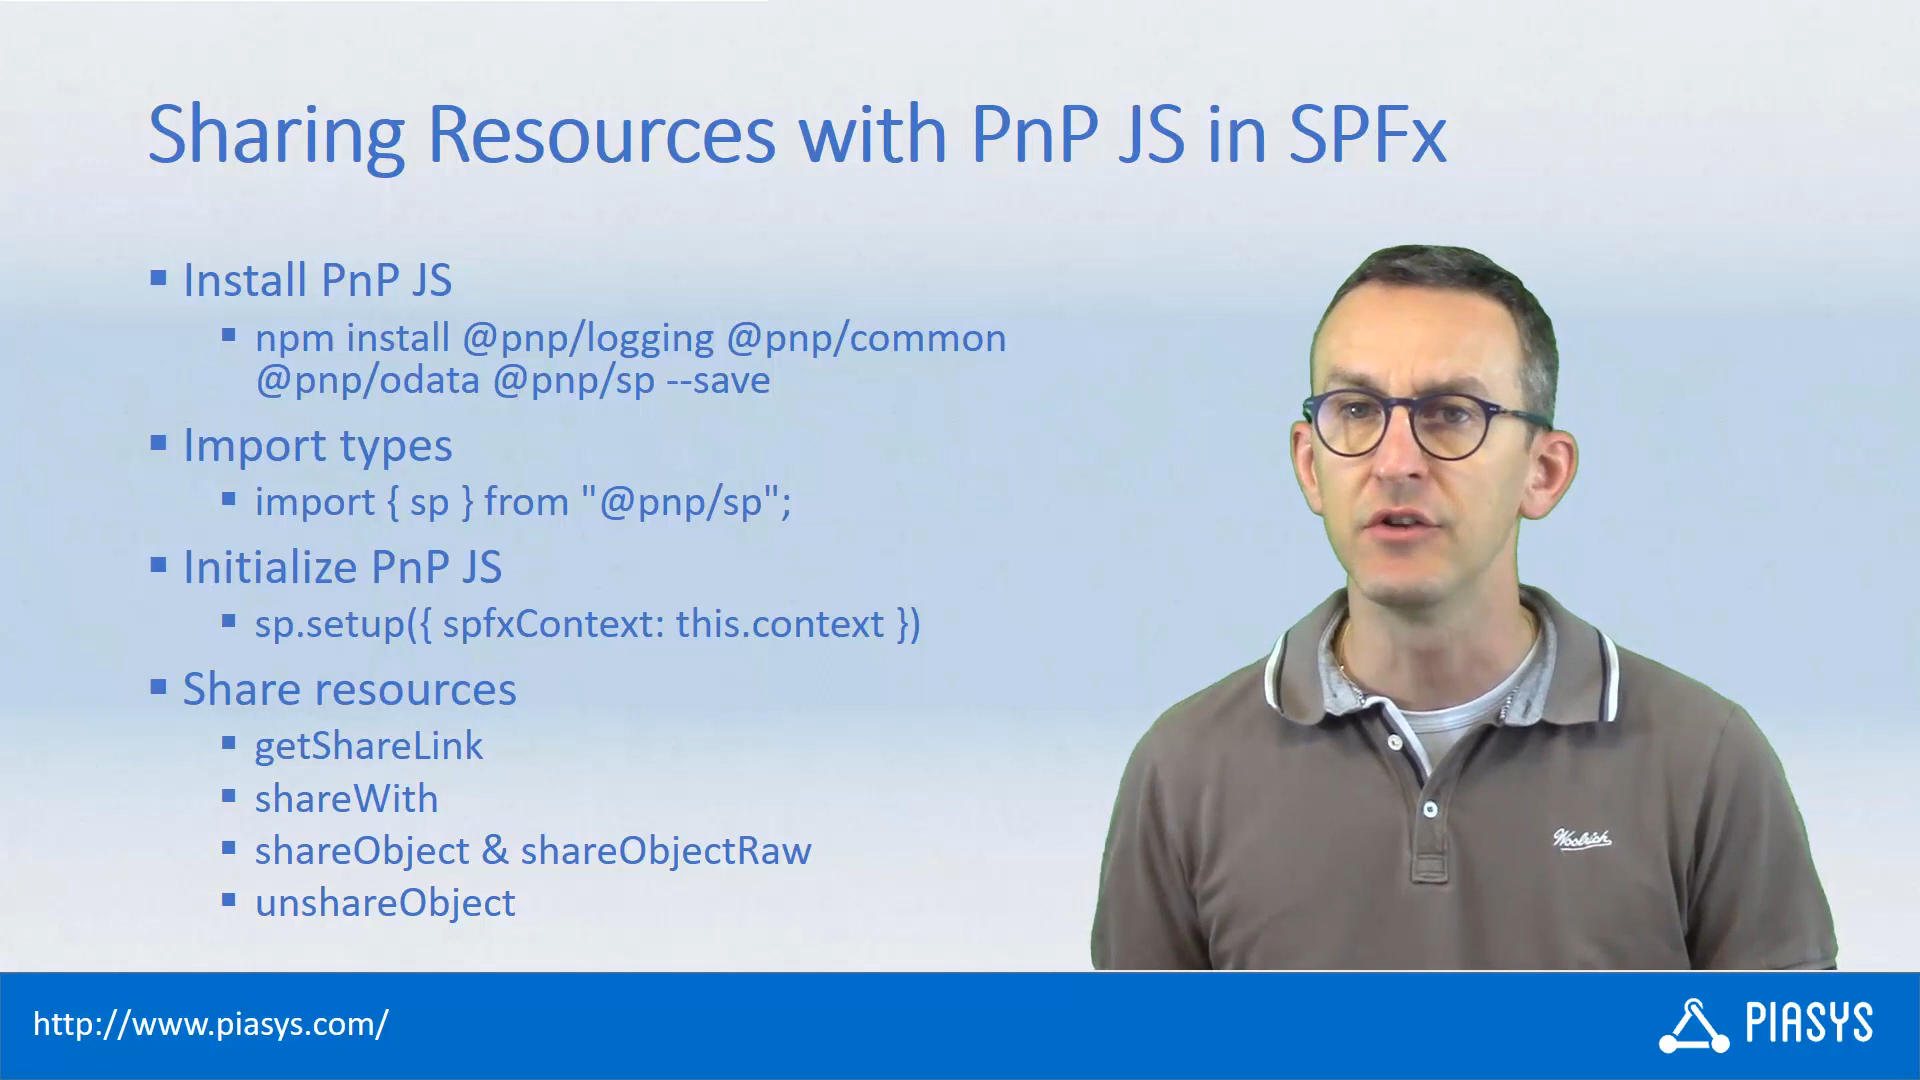 Sharing Resources with PnP JS in SPFx
Install PnP JS
npm install @pnp/logging @pnp/common
@pnp/odata @pnp/sp --save
Import types
import { sp } from "@pnp/sp";
Initialize PnP JS
sp.setup({ spfxContext: this.context })
Share resources
getShareLink
shareWith
shareObject & shareObjectRaw
unshareObject
Woolrich
http://www.piasys.com/
PIASYS